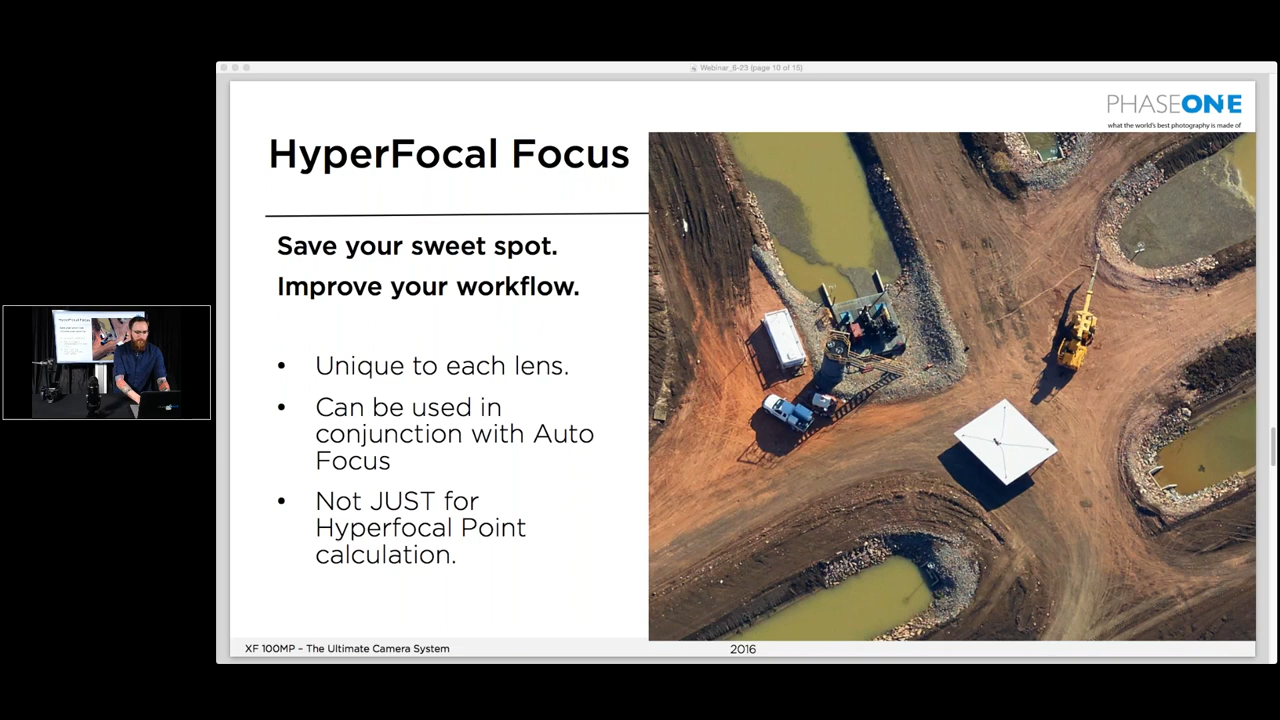 Webinar_6-23 (page 10 of 15)
PHASEONE
what the world's best photography is made of
HyperFocal Focus
Save your sweet spot.
Improve your workflow.
• Unique to each lens.
• Can be used in
conjunction with Auto
Focus
• Not JUST for
Hyperfocal Point
calculation.
XF 100MP – The Ultimate Camera System
2016
HyperFocal Focus